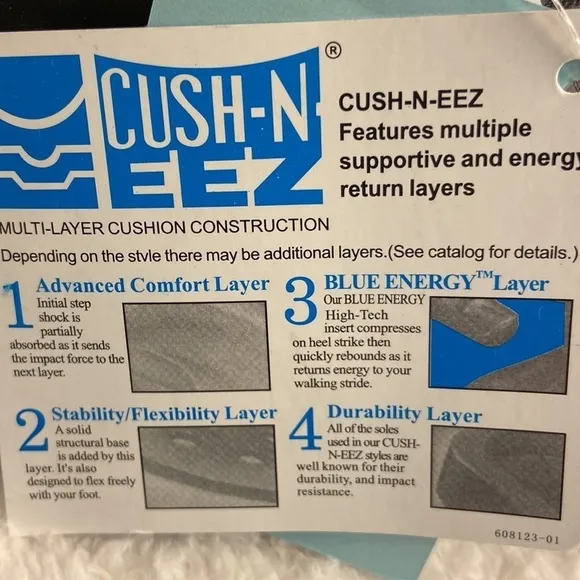 CUSH-N-
EEZ
®
CUSH-N-EEZ
Features multiple
supportive and energy
return layers
MULTI-LAYER CUSHION CONSTRUCTION
Depending on the style there may be additional layers.(See catalog for details.)
1 Advanced Comfort Layer
Initial step
shock is
partially
absorbed as it sends
the impact force to the
next layer.
2 Stability/Flexibility Layer
A solid
structural base
is added by this
layer. It's also
designed to flex freely
with your foot.
3 BLUE ENERGY™ Layer
Our BLUE ENERGY
High-Tech
insert compresses
on heel strike then
quickly rebounds as it
returns energy to your
walking stride.
4 Durability Layer
All of the soles
used in our CUSH-
N-EEZ styles are
well known for their
durability, and impact
resistance.
608123-01